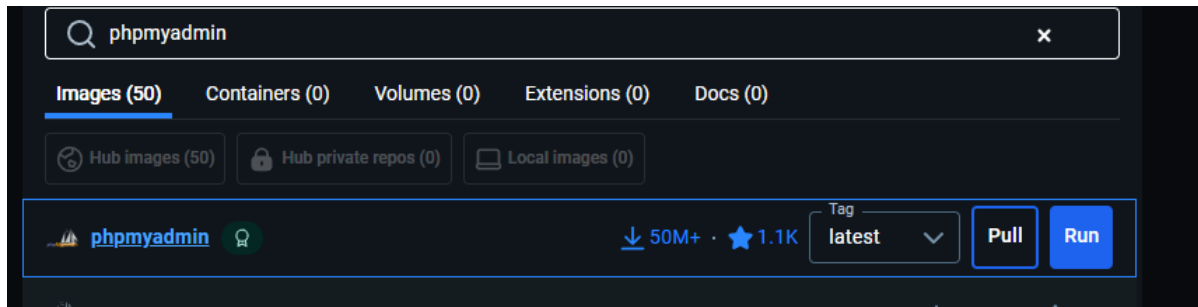 phpmyadmin
Images (50) Containers (0) Volumes (0) Extensions (0) Docs (0)
Hub images (50) Hub private repos (0) Local images (0)
Tag
phpmyadmin 50M+ · 1.1K latest Pull Run